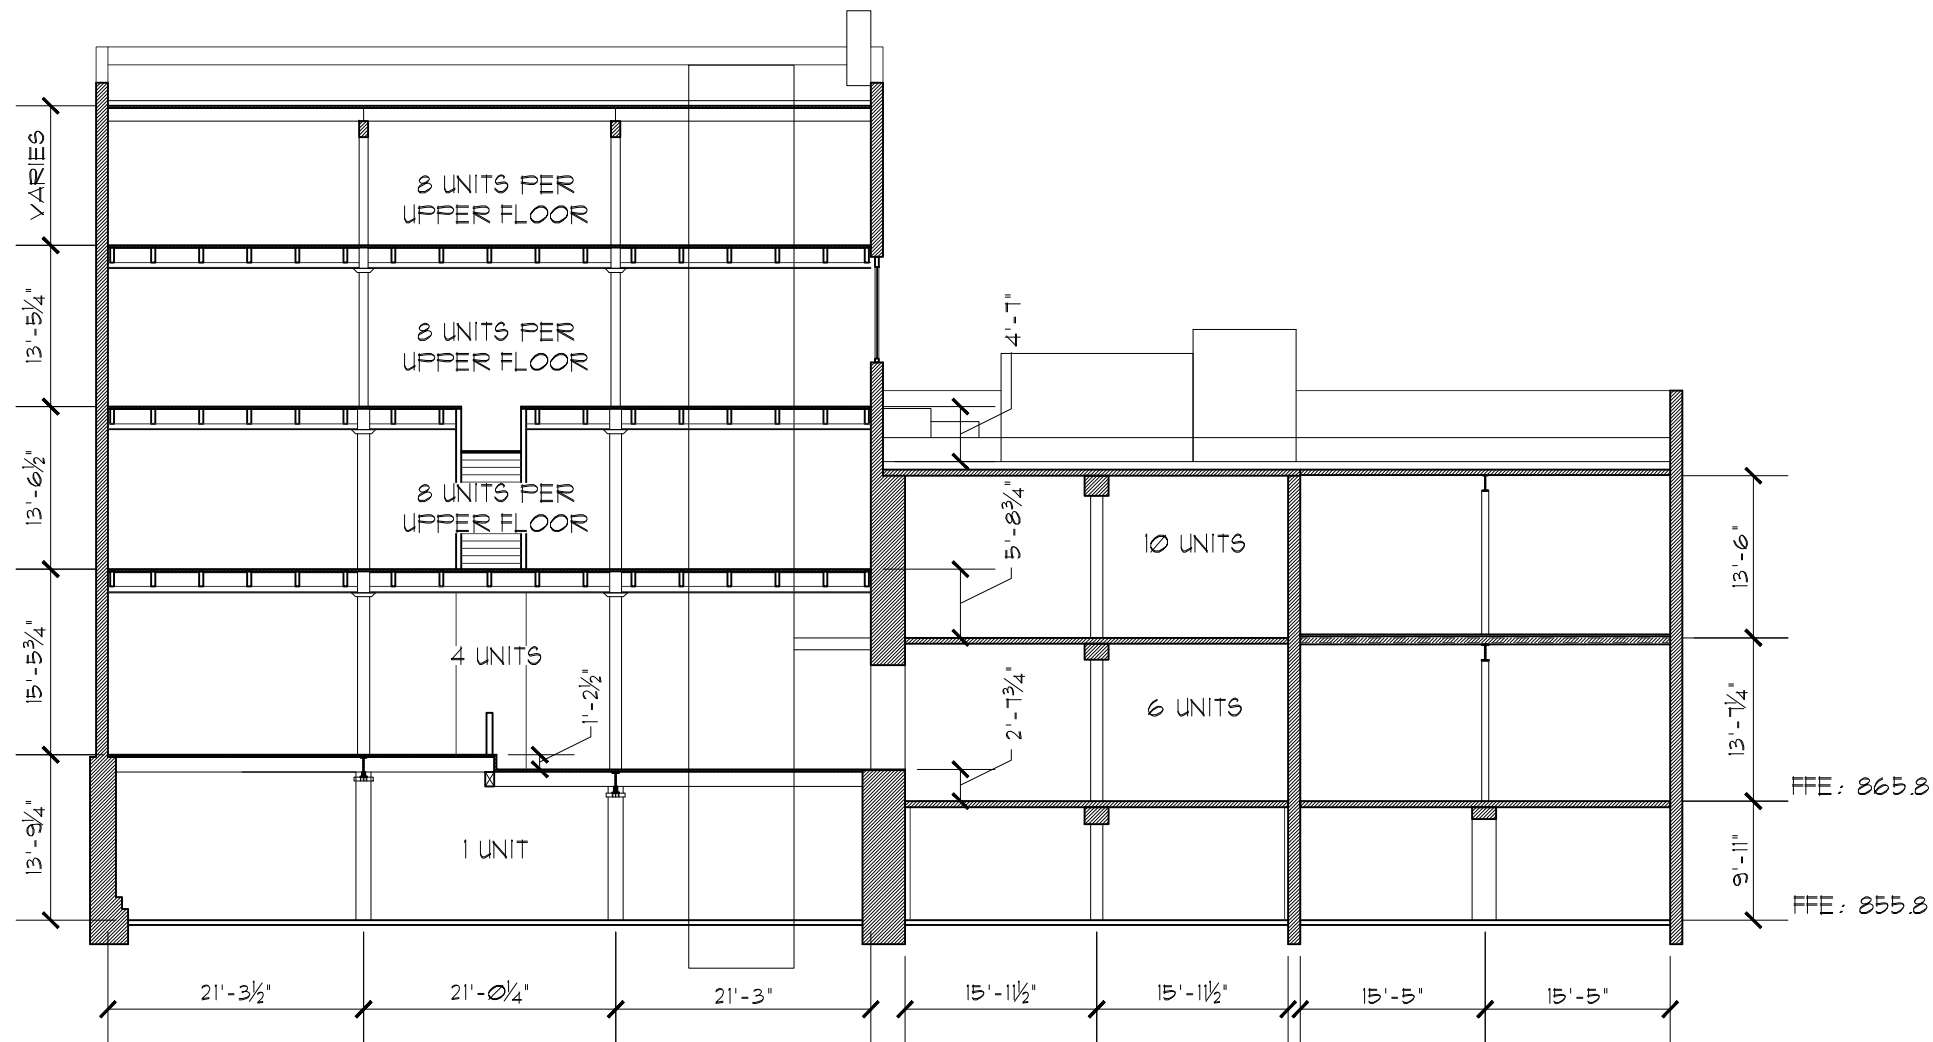 VARIES
8 UNITS PER
UPPER FLOOR
13'-5¼"
8 UNITS PER
UPPER FLOOR
4'-7"
13'-6½"
8 UNITS PER
UPPER FLOOR
5'-8¾"
10 UNITS
13'-6"
15'-5¾"
4 UNITS
1'-2½"
2'-7¾"
6 UNITS
13'-7¼"
FFE: 865.8
13'-9¼"
1 UNIT
9'-11"
FFE: 855.8
21'-3½"
21'-0¼"
21'-3"
15'-11½"
15'-11½"
15'-5"
15'-5"